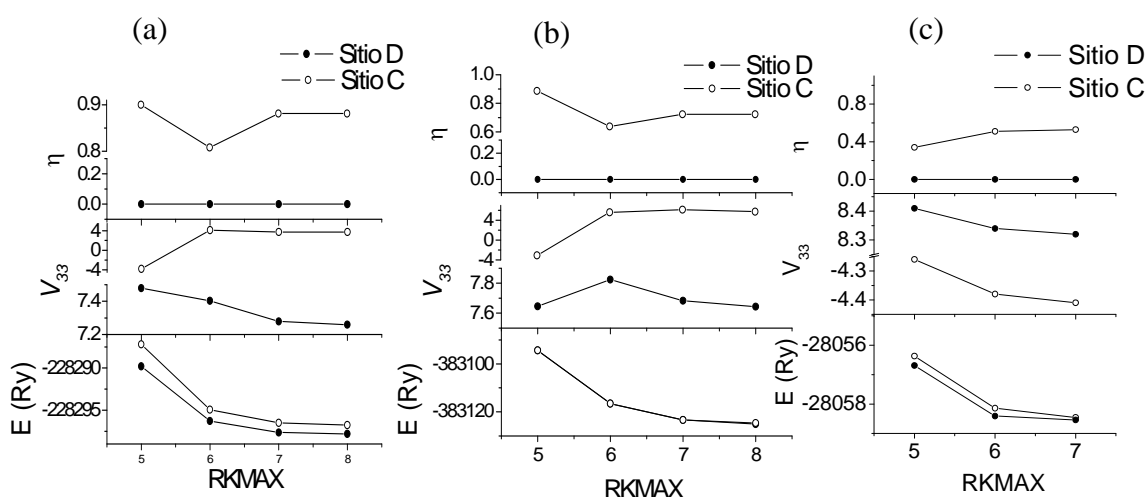 (a)
Sitio D
Sitio C
0.9
0.8
0.2
0.0
η
4
0
-4
7.4
7.2
V33
-228290
-228295
E (Ry)
5 6 7 8
RKMAX
(b)
Sitio D
Sitio C
1.0
0.8
0.6
0.2
0.0
η
4
0
-4
7.8
7.6
V33
-383100
-383120
E (Ry)
5 6 7 8
RKMAX
(c)
Sitio D
Sitio C
0.8
0.4
0.0
η
8.4
8.3
-4.3
-4.4
V33
-28056
-28058
E (Ry)
5 6 7
RKMAX